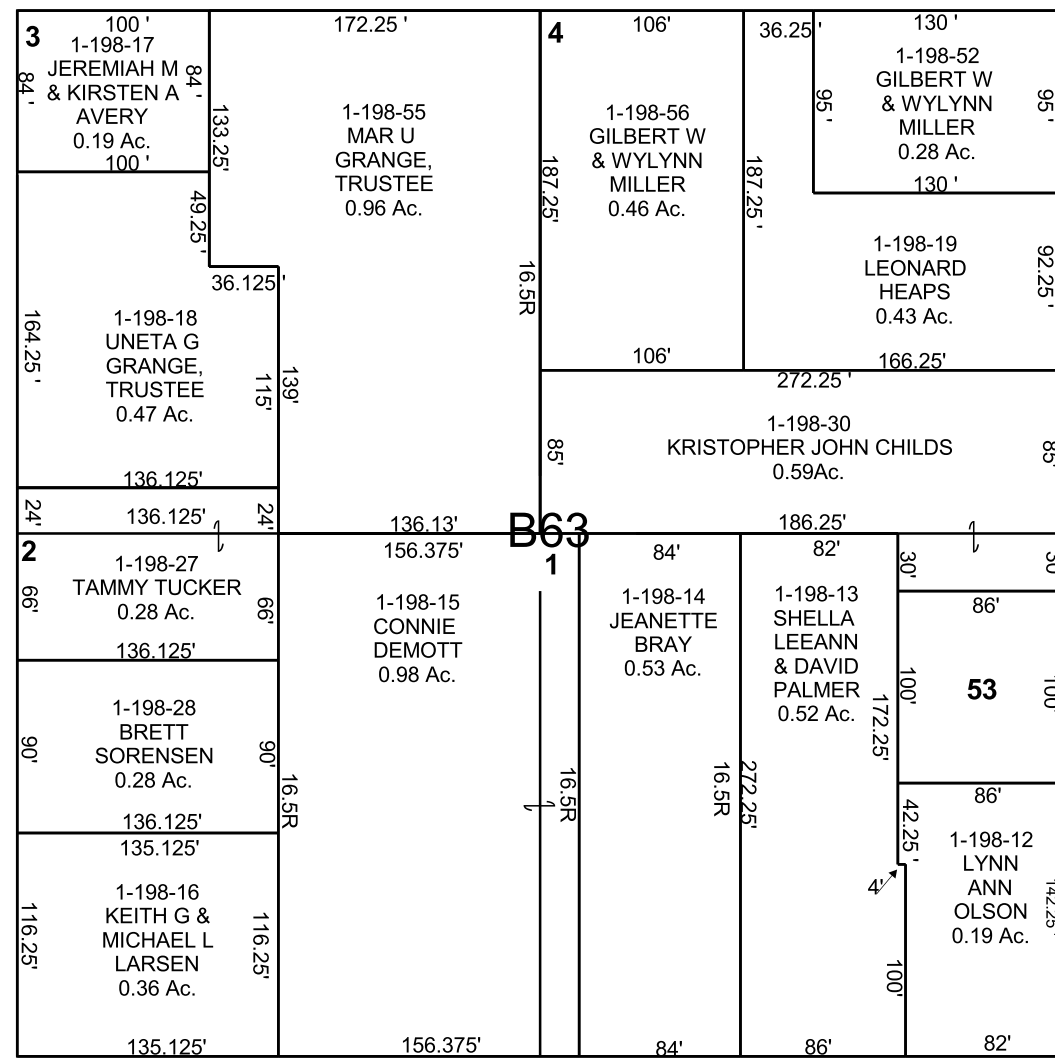 3
100 '
1-198-17
JEREMIAH M
& KIRSTEN A
AVERY
0.19 Ac.
100 '
84 '
84 '
133.25'
172.25 '
1-198-55
MAR U
GRANGE,
TRUSTEE
0.96 Ac.
4
106'
1-198-56
GILBERT W
& WYLYNN
MILLER
0.46 Ac.
187.25'
187.25 '
16.5R
106'
36.25'
130 '
1-198-52
GILBERT W
& WYLYNN
MILLER
0.28 Ac.
95 '
95 '
130 '
1-198-19
LEONARD
HEAPS
0.43 Ac.
92.25 '
166.25'
49.25 '
36.125 '
164.25 '
1-198-18
UNETA G
GRANGE,
TRUSTEE
0.47 Ac.
115'
139'
136.125'
272.25 '
1-198-30
KRISTOPHER JOHN CHILDS
0.59Ac.
85'
85'
24'
136.125'
24'
136.13'
B63
186.25'
2
1-198-27
TAMMY TUCKER
0.28 Ac.
66'
66'
136.125'
156.375'
1-198-15
CONNIE
DEMOTT
0.98 Ac.
1
84'
1-198-14
JEANETTE
BRAY
0.53 Ac.
82'
1-198-13
SHELLA
LEEANN
& DAVID
PALMER
0.52 Ac.
172.25'
30'
30'
86'
100'
53
100'
86'
1-198-28
BRETT
SORENSEN
0.28 Ac.
90'
90'
136.125'
16.5R
16.5R
16.5R
272.25'
42.25 '
4'
1-198-12
LYNN
ANN
OLSON
0.19 Ac.
142.25'
100'
135.125'
1-198-16
KEITH G &
MICHAEL L
LARSEN
0.36 Ac.
116.25'
116.25'
135.125'
156.375'
84'
86'
82'